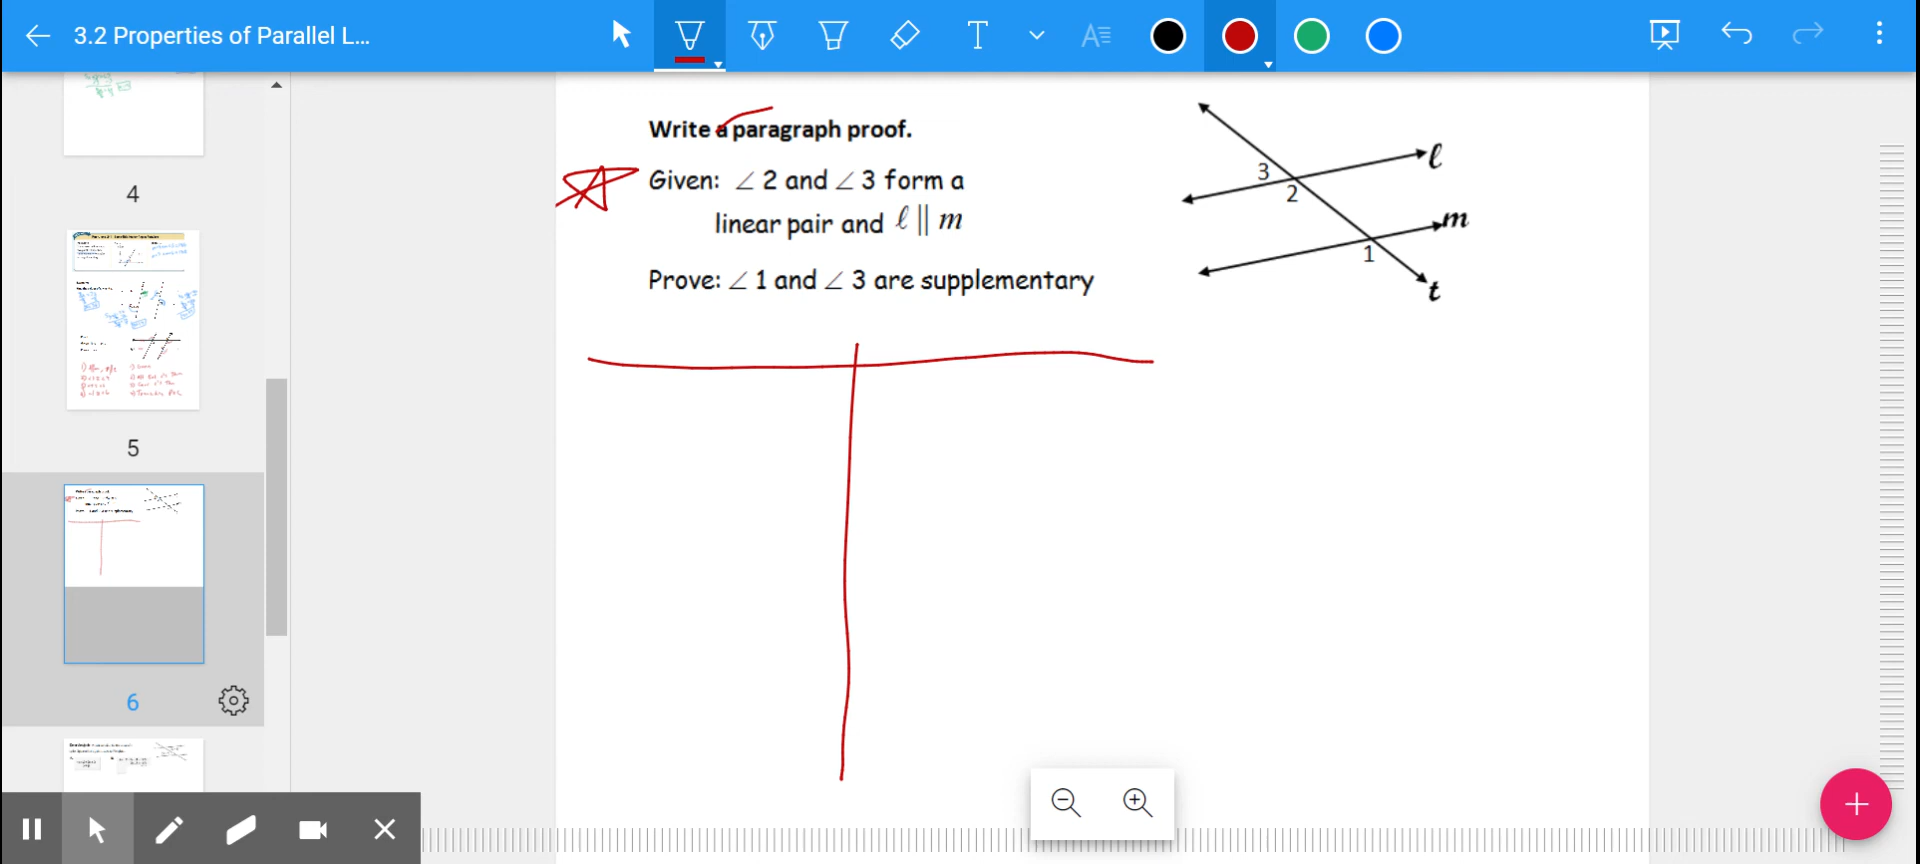 3.2 Properties of Parallel L...
T
A
Write a paragraph proof.
Given: ∠ 2 and ∠ 3 form a
linear pair and ℓ || m
Prove: ∠ 1 and ∠ 3 are supplementary
3
2
ℓ
m
1
t
4
5
6